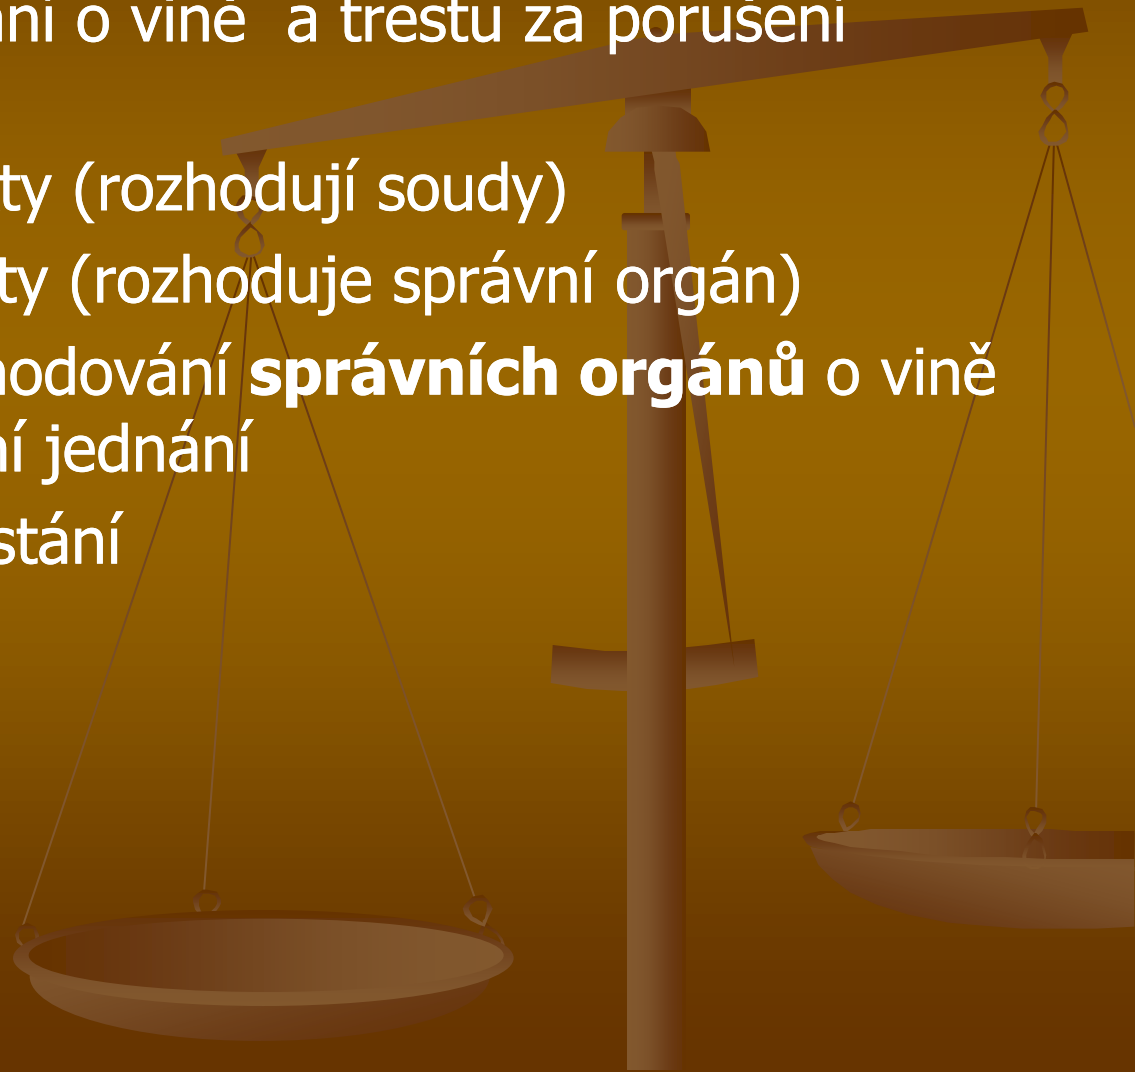 ní o vině a trestu za porušení
ty (rozhodují soudy)
ty (rozhoduje správní orgán)
hodování správních orgánů o vině
ní jednání
stání